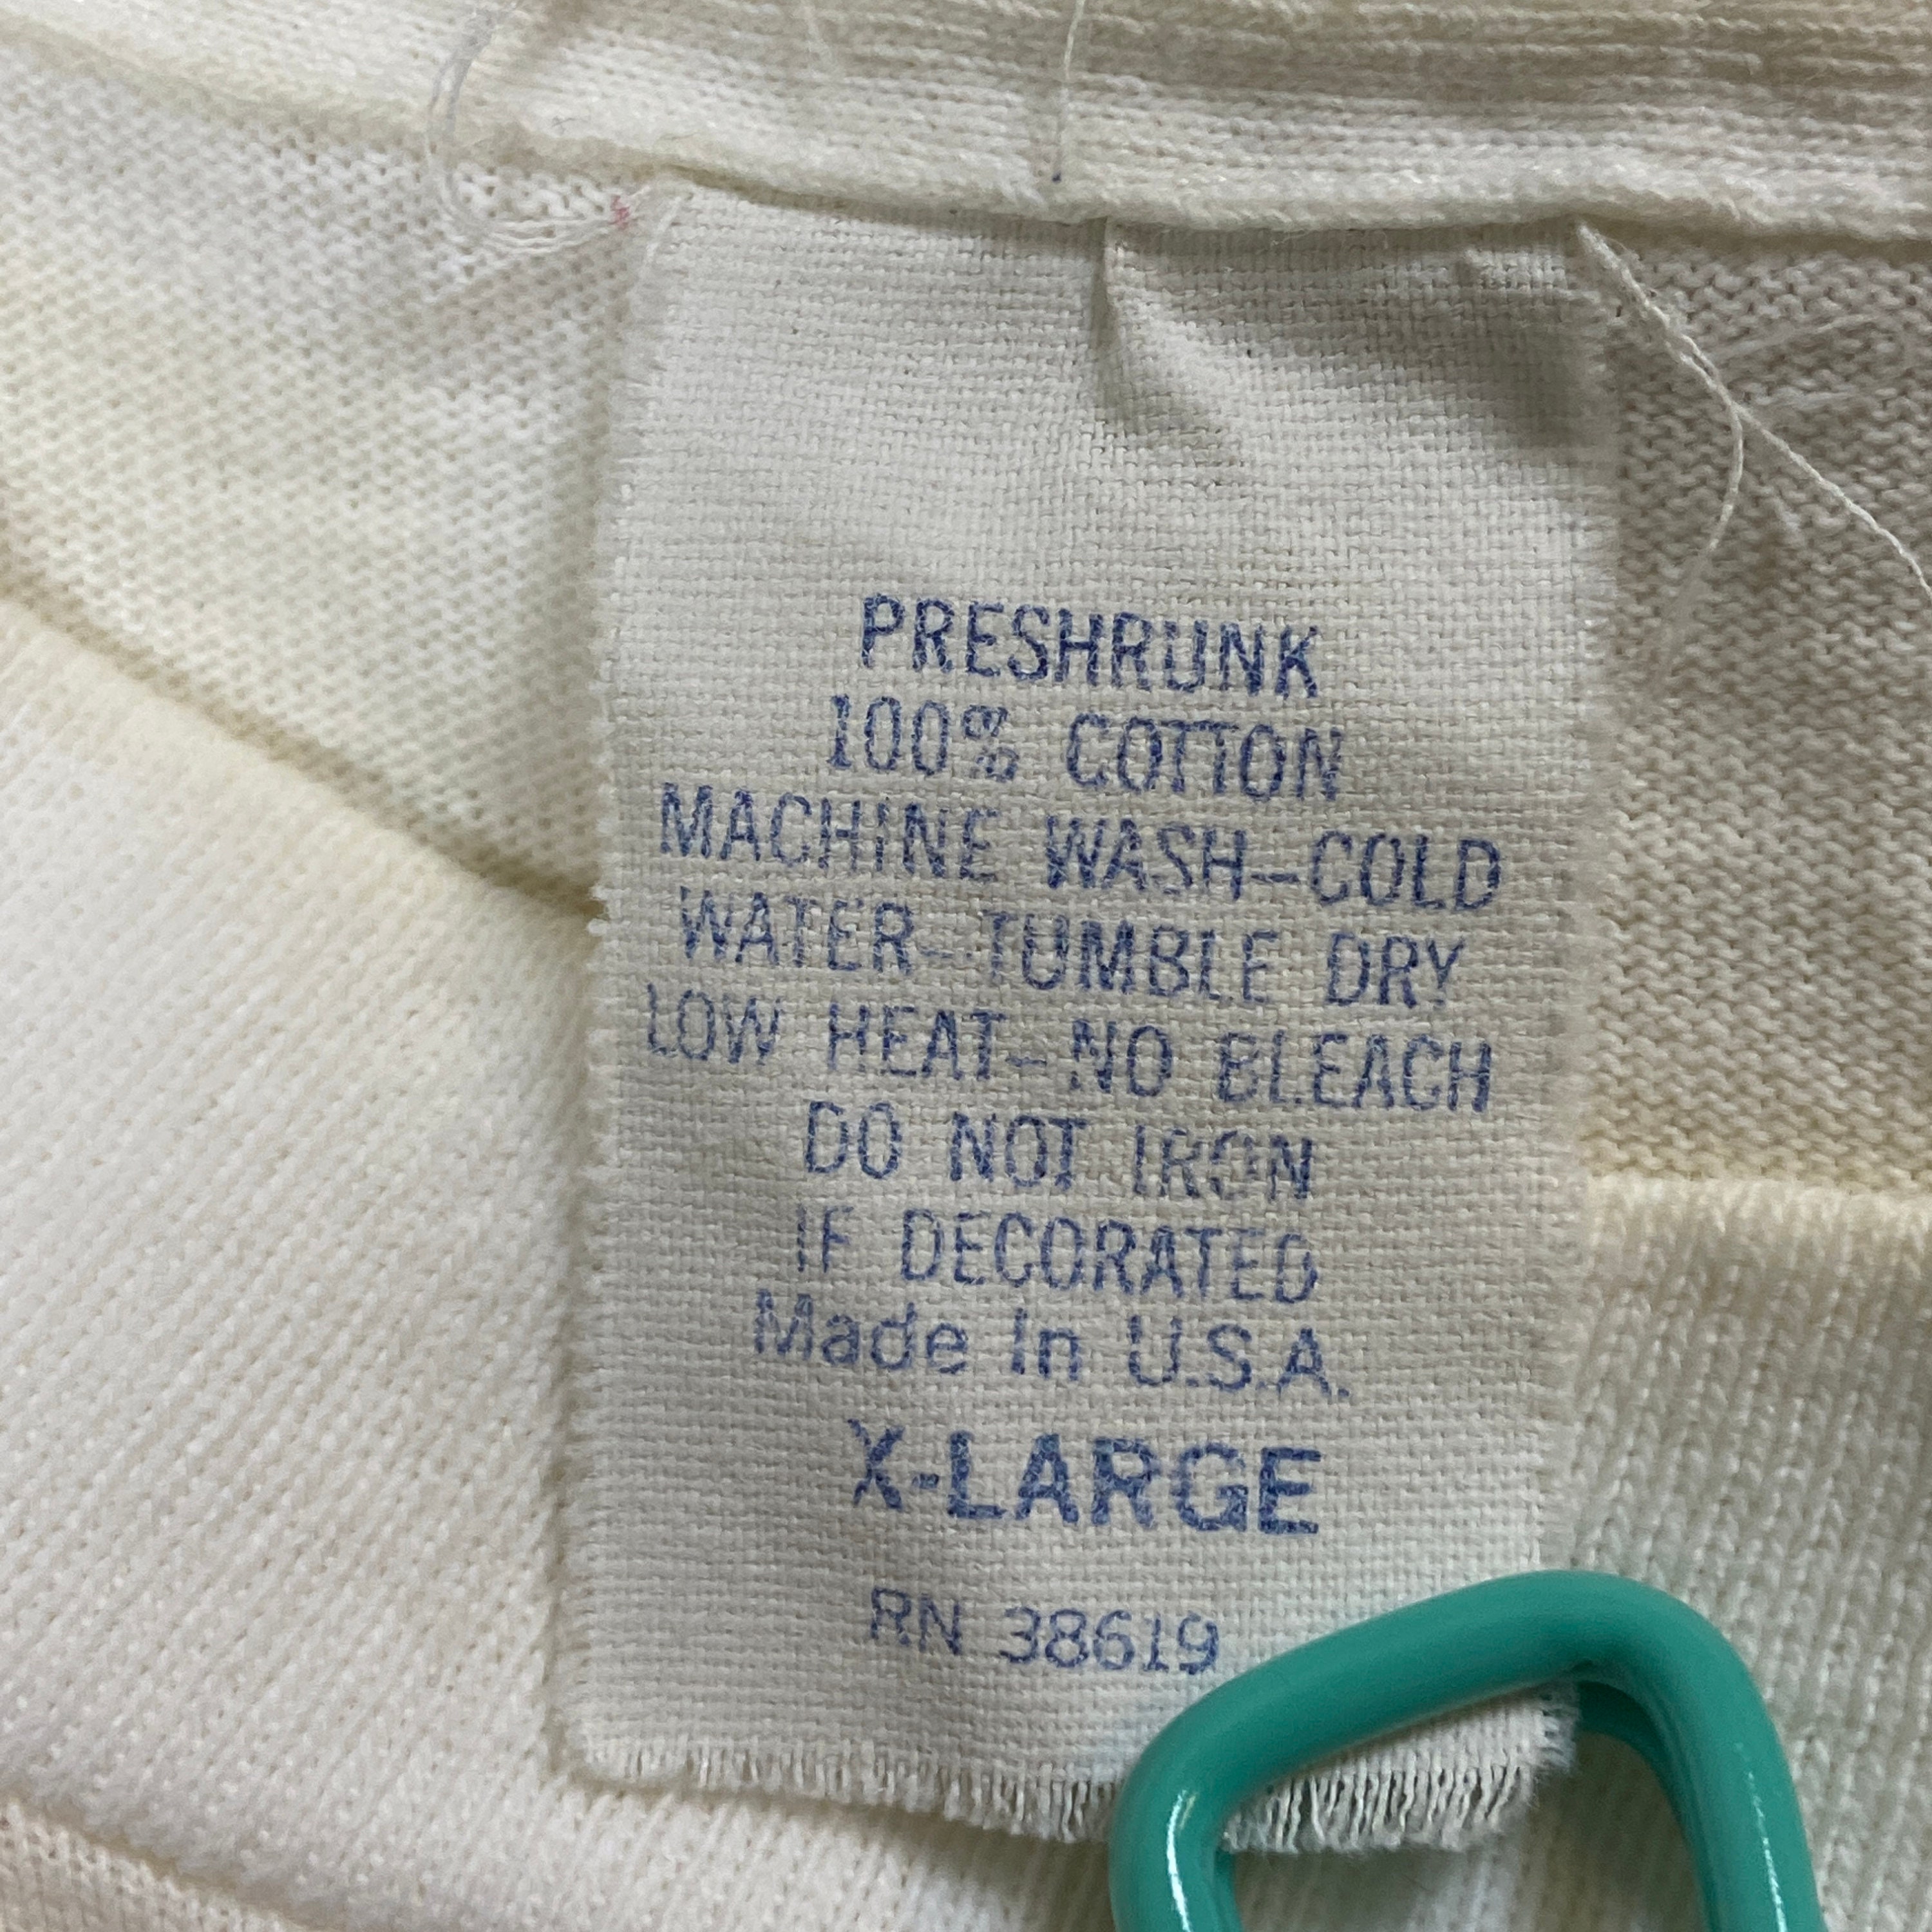 PRESHRUNK
100% COTTON
MACHINE WASH–COLD
WATER–TUMBLE DRY
LOW HEAT–NO BLEACH
DO NOT IRON
IF DECORATED
Made In U.S.A.
X-LARGE
RN 38619